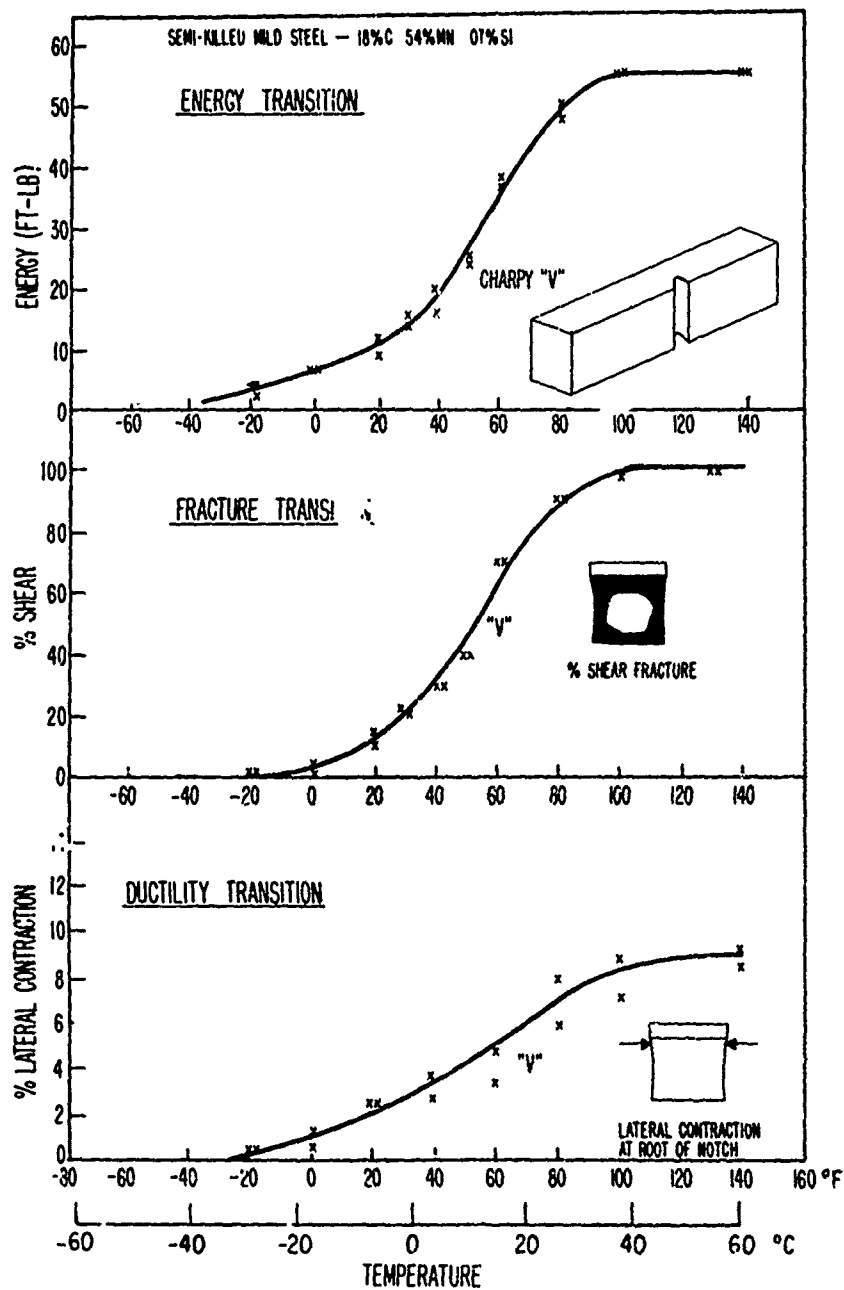 SEMI-KILLED MILD STEEL — 18%C 54%MN 07%SI
ENERGY TRANSITION
60
50
40
30
20
10
0
ENERGY (FT-LB)
CHARPY "V"
-60 -40 -20 0 20 40 60 80 100 120 140
FRACTURE TRANSI
100
80
60
40
20
0
% SHEAR
"V"
% SHEAR FRACTURE
-60 -40 -20 0 20 40 60 80 100 120 140
DUCTILITY TRANSITION
12
10
8
6
4
2
0
% LATERAL CONTRACTION
"V"
LATERAL CONTRACTION
AT ROOT OF NOTCH
-30 -60 -40 -20 0 20 40 60 80 100 120 140 160 °F
-60 -40 -20 0 20 40 60 °C
TEMPERATURE